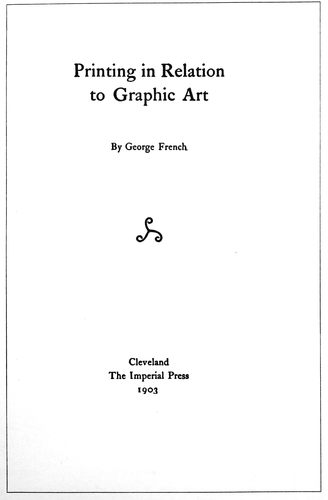 Printing in Relation
to Graphic Art
By George French
Cleveland
The Imperial Press
1903